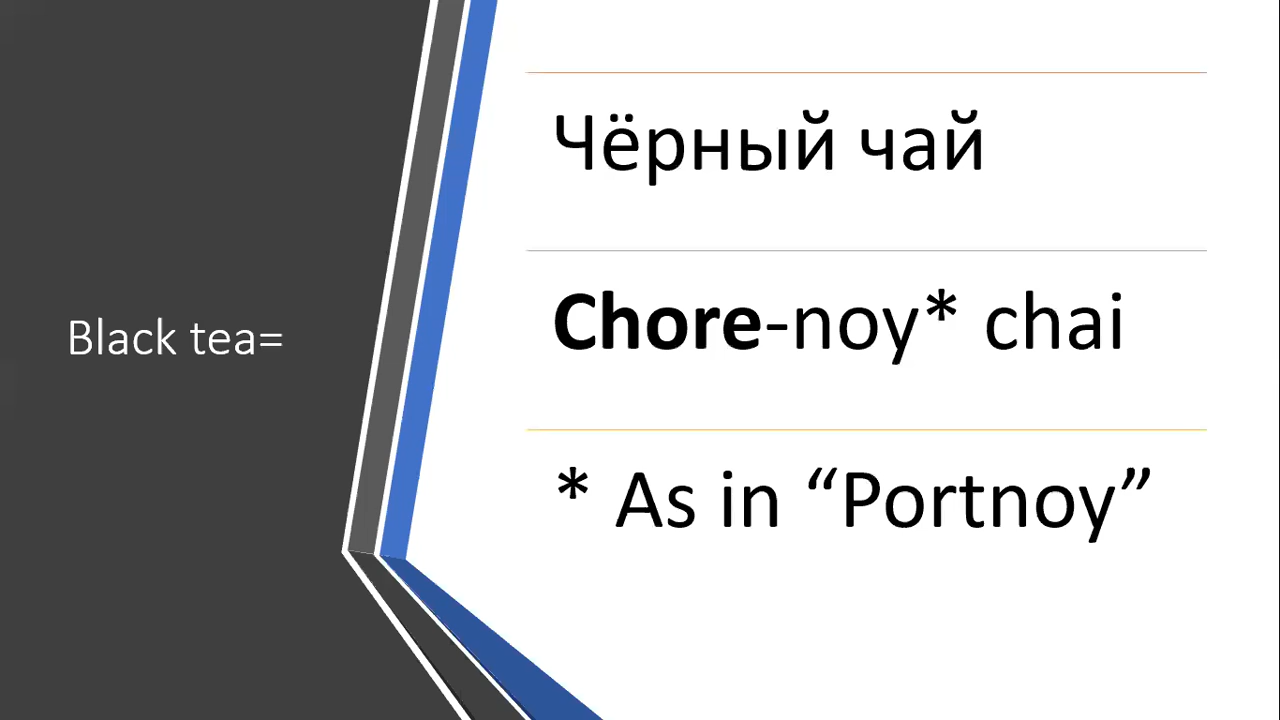 Black tea=
Чёрный чай
Chore-noy* chai
* As in “Portnoy”